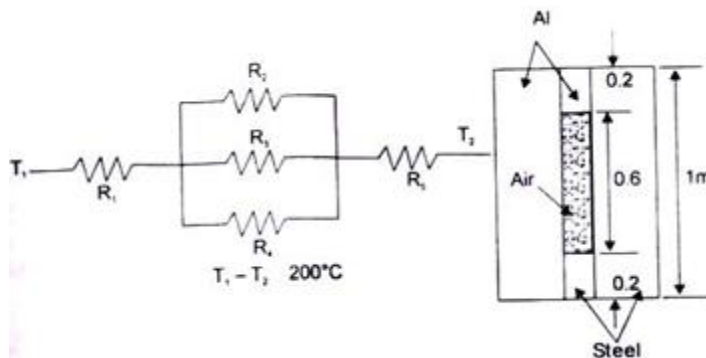 R₂
R₃
R₄
T₁
R₁
R₅
T₂
T₁ – T₂ 200°C
Al
0.2
Air
0.6
1m
0.2
Steel